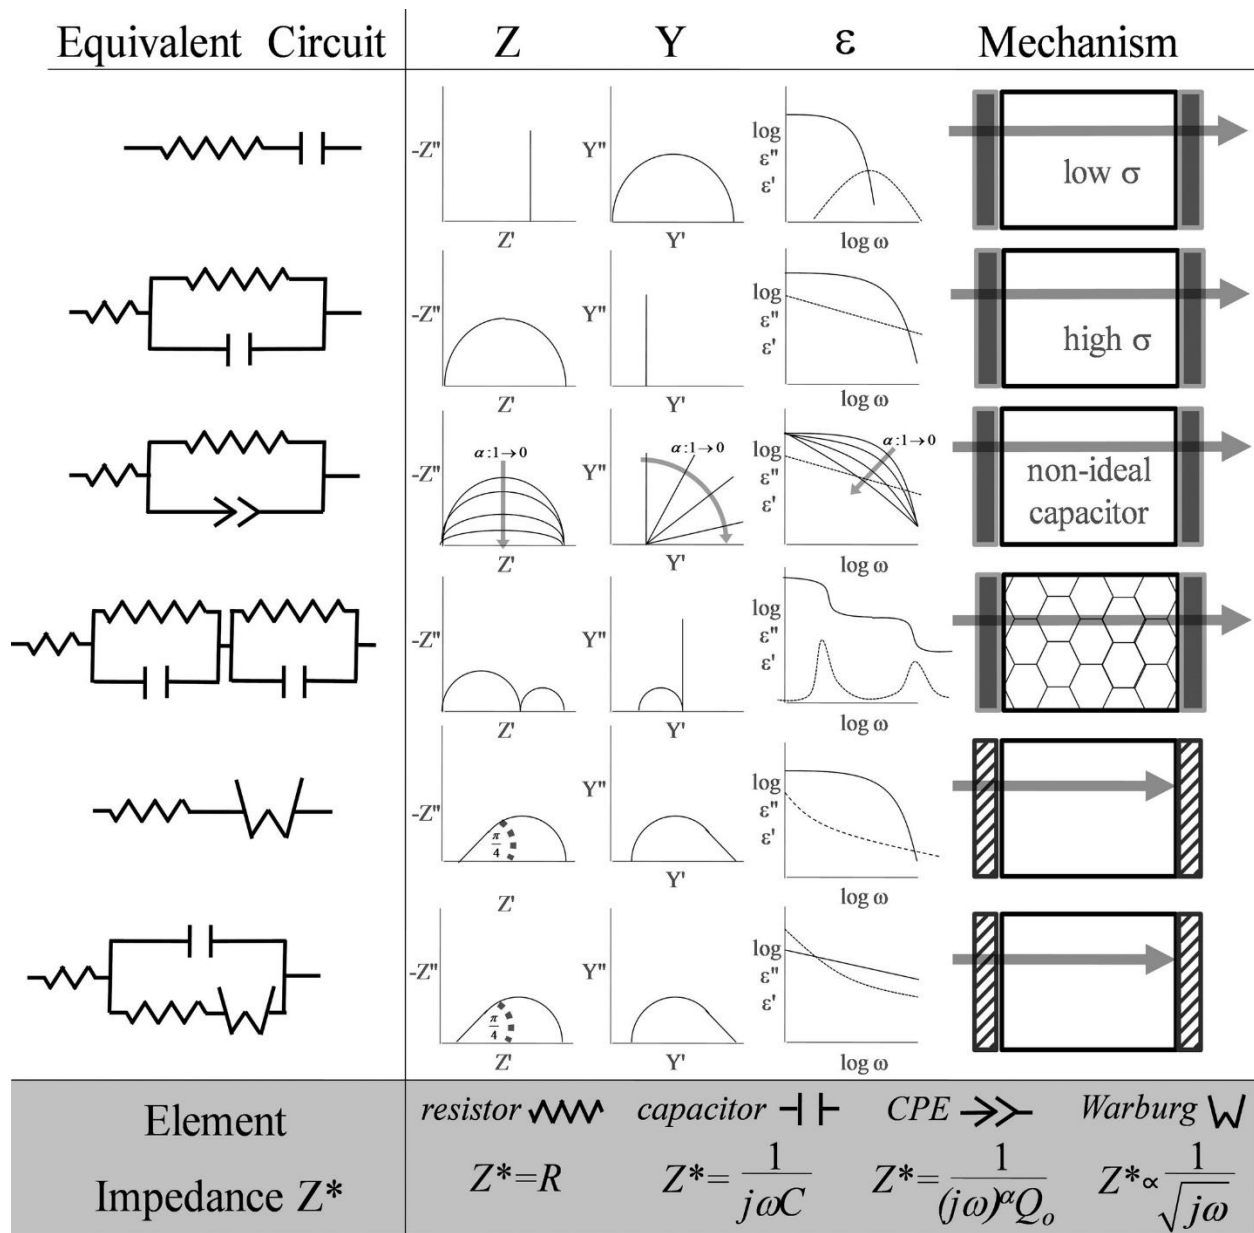 Equivalent Circuit Z Y ε Mechanism
-Z" Z' Y" Y' log ε" ε' log ω low σ
-Z" Z' Y" Y' log ε" ε' log ω high σ
-Z" α:1→0 Z' Y" α:1→0 Y' log ε" ε' α:1→0 log ω non-ideal capacitor
-Z" Z' Y" Y' log ε" ε' log ω
-Z" π/4 Z' Y" Y' log ε" ε' log ω
-Z" π/4 Z' Y" Y' log ε" ε' log ω
Element resistor capacitor CPE Warburg
Impedance Z* Z*=R Z*=1/jωC Z*=1/(jω)^α Q_o Z*∝1/√jω